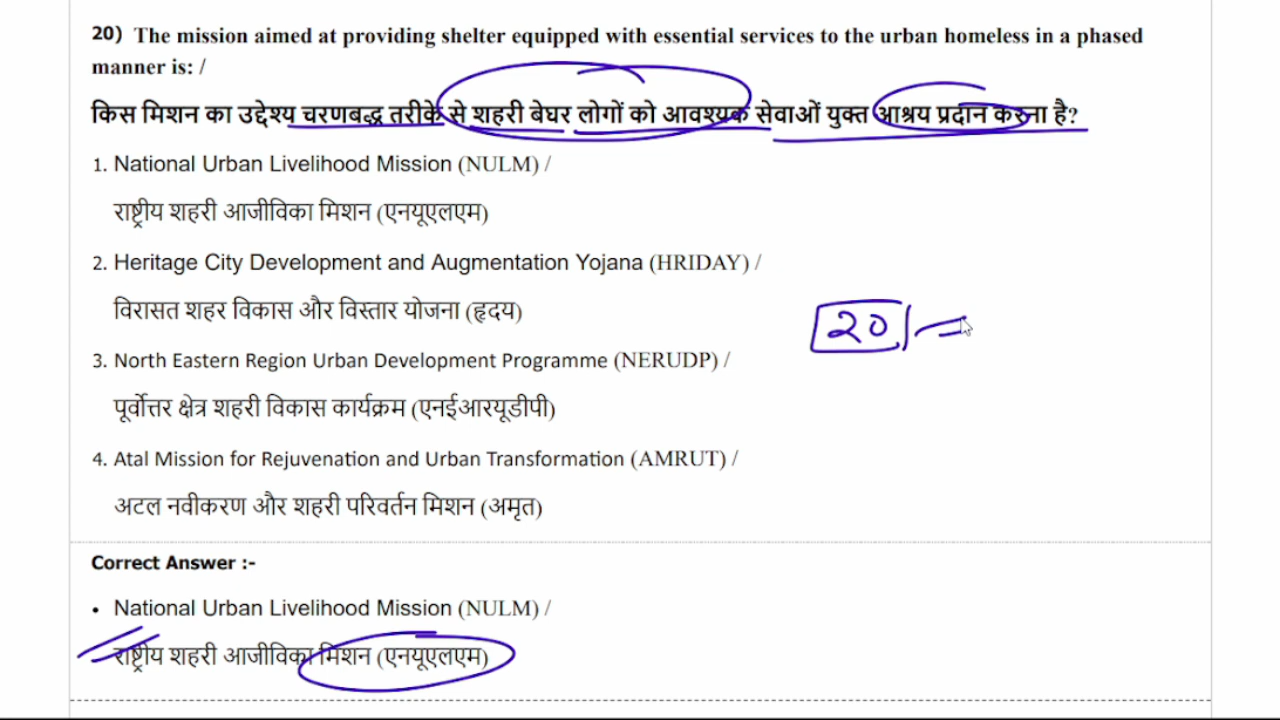 20) The mission aimed at providing shelter equipped with essential services to the urban homeless in a phased
manner is: /
किस मिशन का उद्देश्य चरणबद्ध तरीके से शहरी बेघर लोगों को आवश्यक सेवाओं युक्त आश्रय प्रदान करना है?
1. National Urban Livelihood Mission (NULM) /
राष्ट्रीय शहरी आजीविका मिशन (एनयूएलएम)
2. Heritage City Development and Augmentation Yojana (HRIDAY) /
विरासत शहर विकास और विस्तार योजना (हृदय)
20
3. North Eastern Region Urban Development Programme (NERUDP) /
पूर्वोत्तर क्षेत्र शहरी विकास कार्यक्रम (एनईआरयूडीपी)
4. Atal Mission for Rejuvenation and Urban Transformation (AMRUT) /
अटल नवीकरण और शहरी परिवर्तन मिशन (अमृत)
Correct Answer :-
• National Urban Livelihood Mission (NULM) /
राष्ट्रीय शहरी आजीविका मिशन (एनयूएलएम)